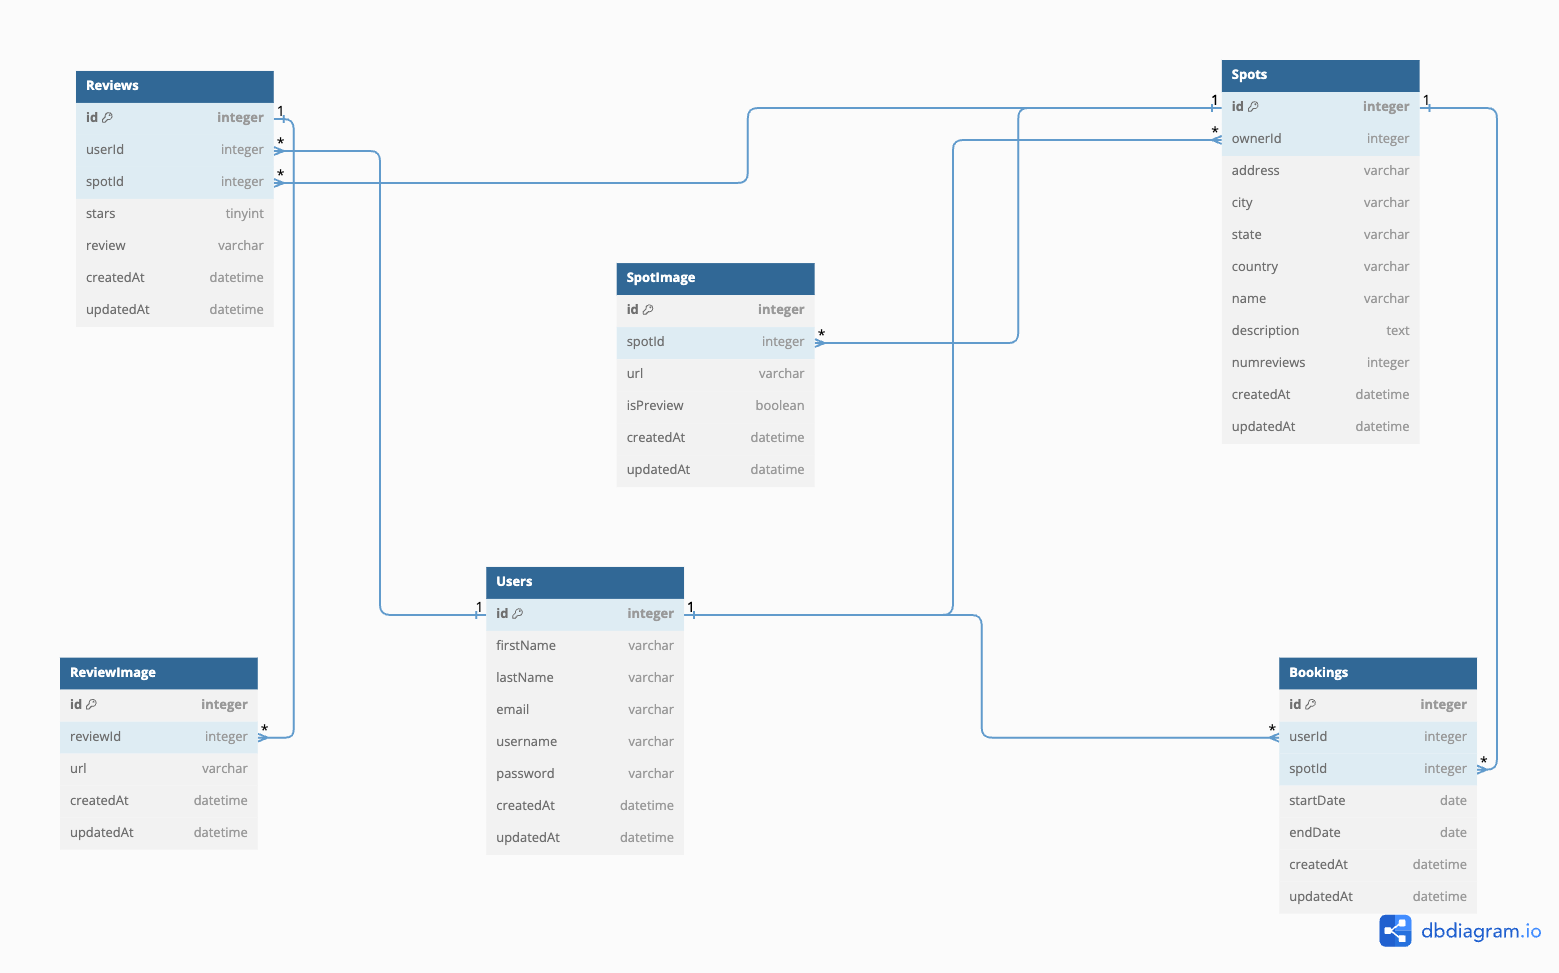 Reviews
id integer
userId integer
spotId integer
stars tinyint
review varchar
createdAt datetime
updatedAt datetime
1
*
*
Spots
id integer
ownerId integer
address varchar
city varchar
state varchar
country varchar
name varchar
description text
numreviews integer
createdAt datetime
updatedAt datetime
1
*
1
SpotImage
id integer
spotId integer
url varchar
isPreview boolean
createdAt datetime
updatedAt datatime
*
Users
id integer
firstName varchar
lastName varchar
email varchar
username varchar
password varchar
createdAt datetime
updatedAt datetime
1
1
ReviewImage
id integer
reviewId integer
url varchar
createdAt datetime
updatedAt datetime
*
Bookings
id integer
userId integer
spotId integer
startDate date
endDate date
createdAt datetime
updatedAt datetime
*
*
dbdiagram.io